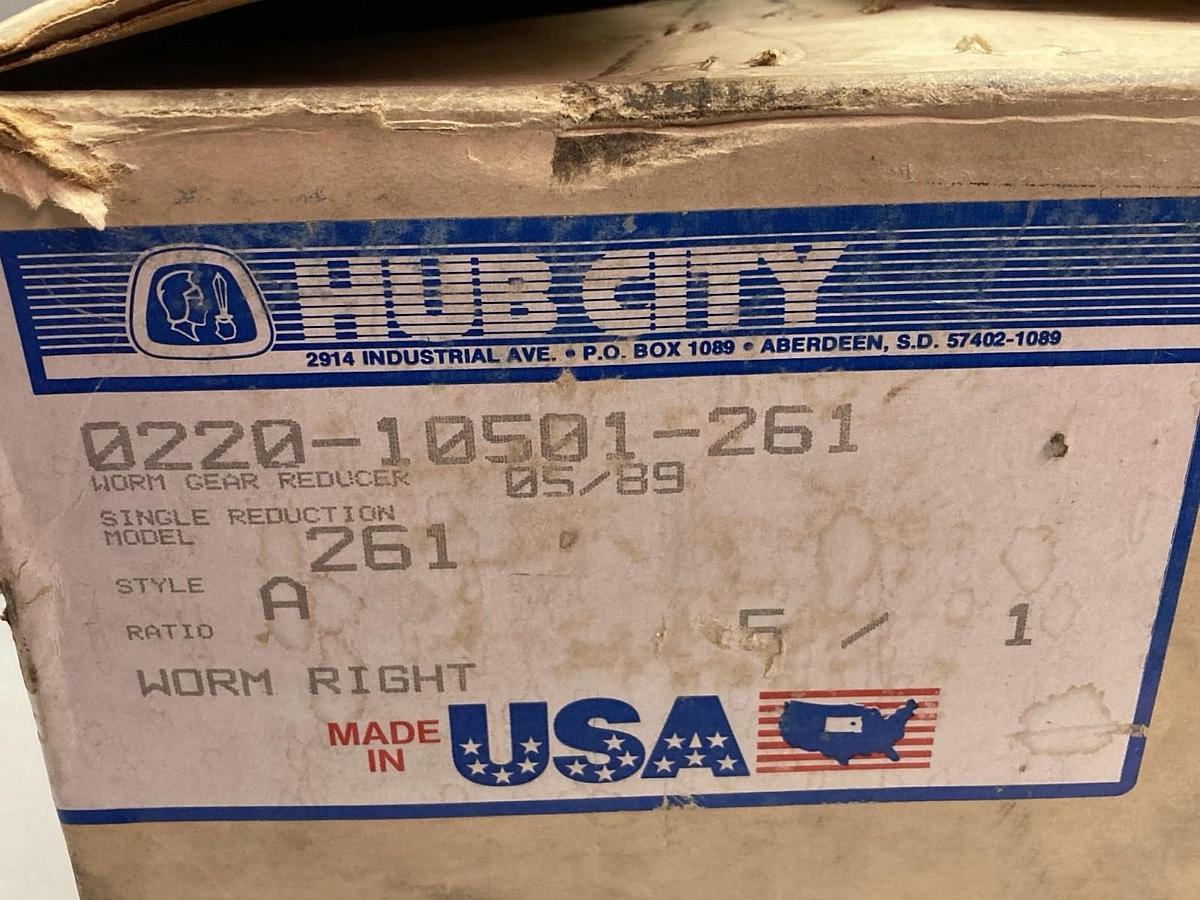 HUB CITY
2914 INDUSTRIAL AVE. • P.O. BOX 1089 • ABERDEEN, S.D. 57402-1089
0220-10501-261
WORM GEAR REDUCER 05/89
SINGLE REDUCTION
MODEL 261
STYLE A
RATIO 5 / 1
WORM RIGHT
MADE IN USA